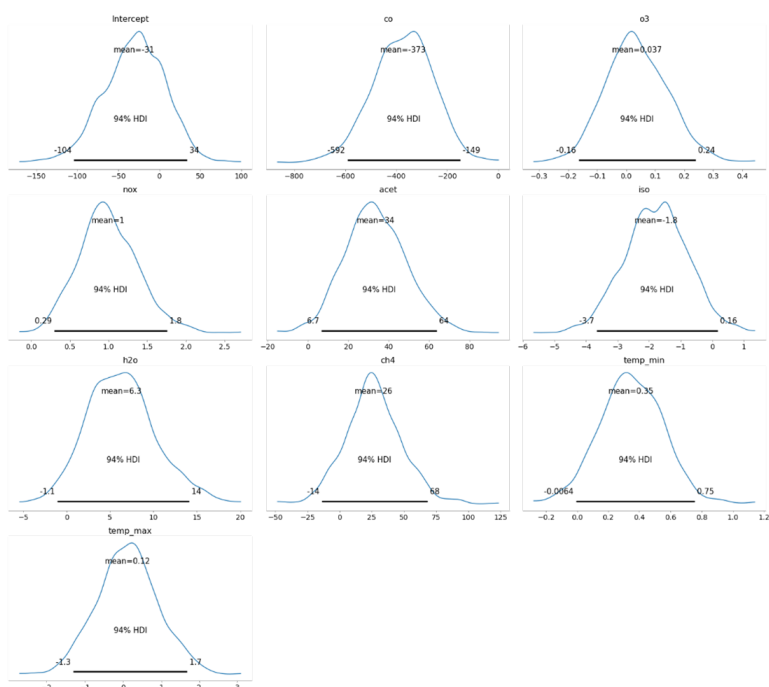 Intercept
mean=-31
94% HDI
-104 34
-150 -100 -50 0 50 100
co
mean=-373
94% HDI
-592 -149
-800 -600 -400 -200 0
o3
mean=0.037
94% HDI
-0.16 0.24
-0.3 -0.2 -0.1 0.0 0.1 0.2 0.3 0.4
nox
mean=1
94% HDI
0.29 1.8
0.0 0.5 1.0 1.5 2.0 2.5
acet
mean=34
94% HDI
6.7 64
-20 0 20 40 60 80
iso
mean=-1.8
94% HDI
-3.7 0.16
-6 -5 -4 -3 -2 -1 0 1
h2o
mean=6.3
94% HDI
-1.1 14
-5 0 5 10 15 20
ch4
mean=26
94% HDI
-14 68
-50 -25 0 25 50 75 100 125
temp_min
mean=0.35
94% HDI
-0.0064 0.75
-0.2 0.0 0.2 0.4 0.6 0.8 1.0 1.2
temp_max
mean=0.12
94% HDI
-1.3 1.7